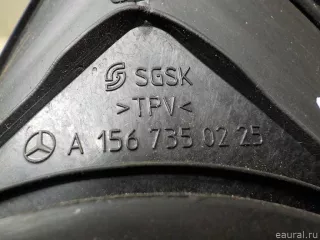 SGSK
>TPV<
A 156 735 02 25
eaural.ru